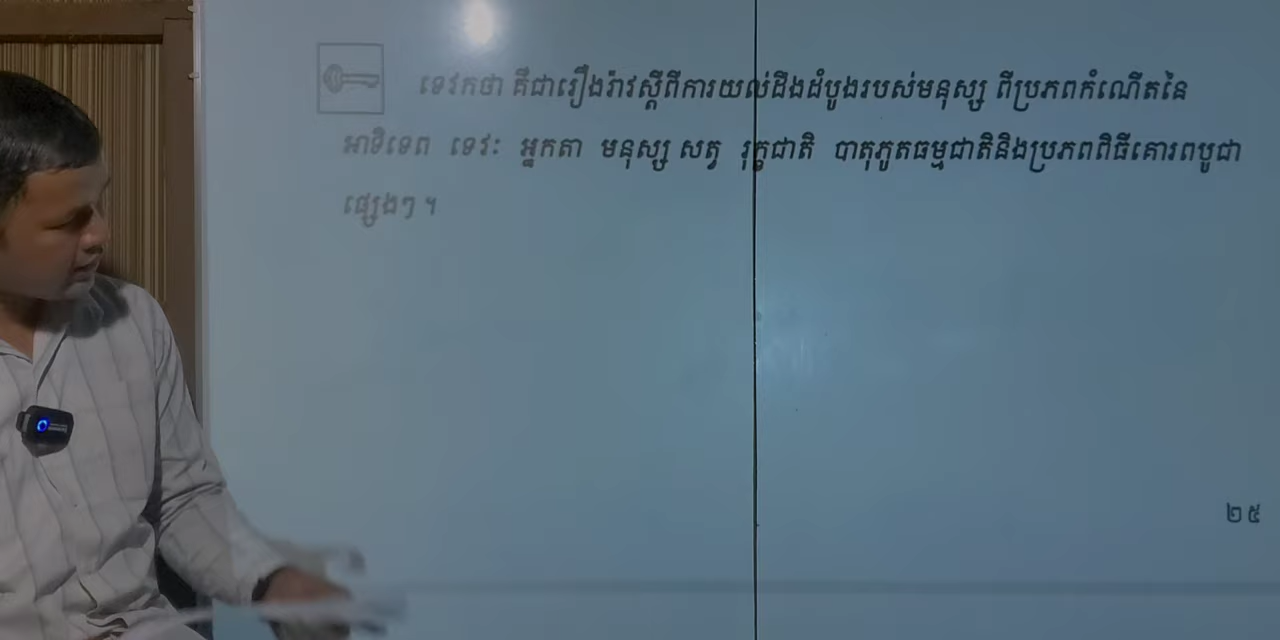 ទេវកថា គឺជារឿងរ៉ាវស្ដីពីការយល់ដឹងដំបូងរបស់មនុស្ស ពីប្រភពកំណើតនៃ
អាទិទេព ទេវៈ អ្នកតា មនុស្ស សត្វ រុក្ខជាតិ បាតុភូតធម្មជាតិនិងប្រភពពិធីគោរពបូជា
ផ្សេងៗ ។
២៥